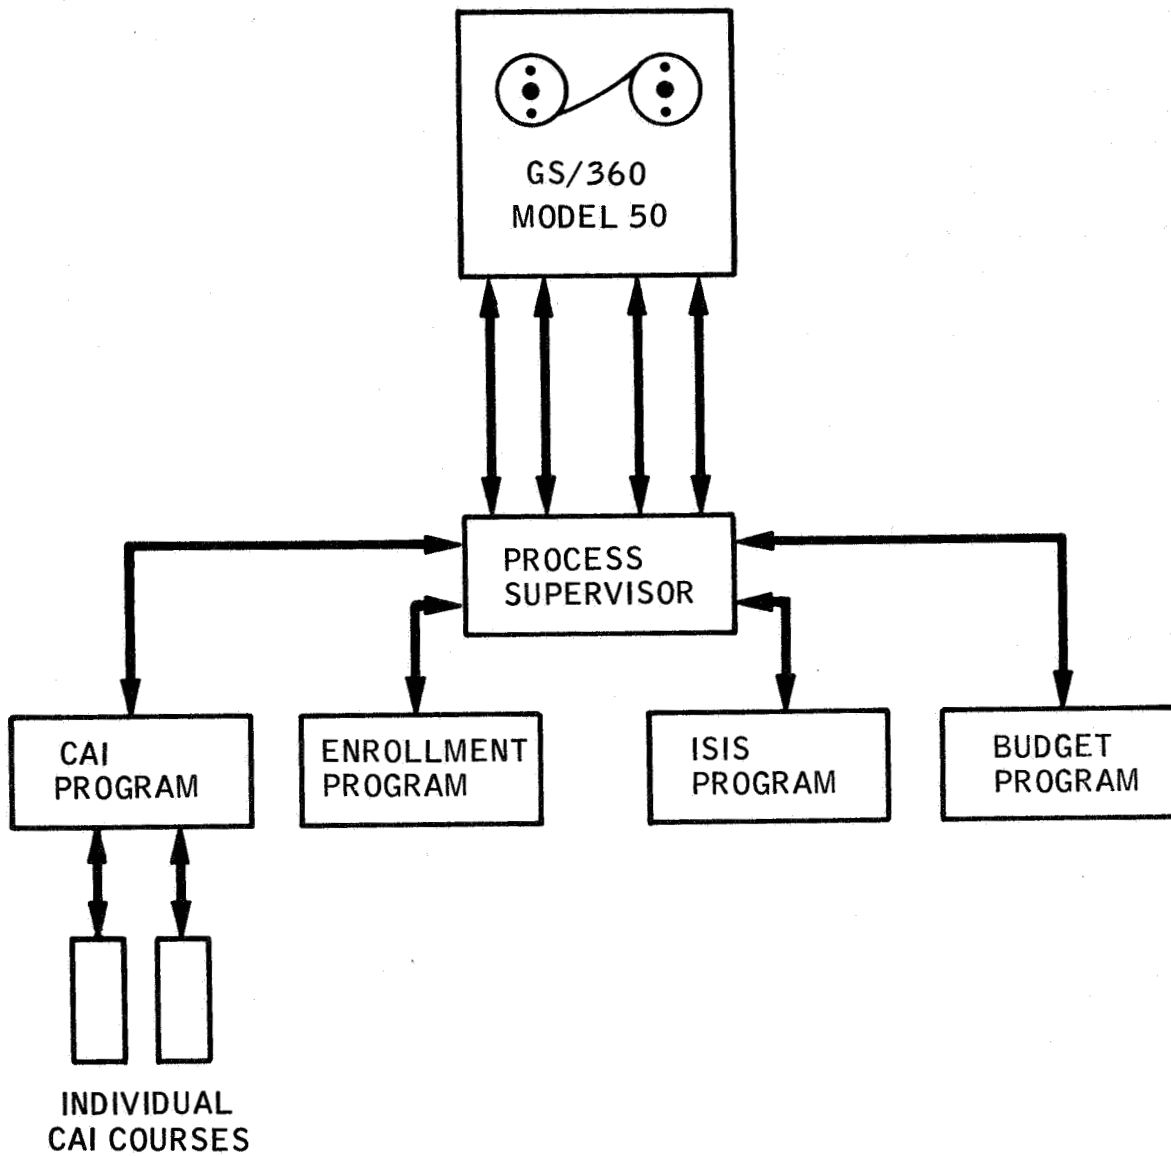 GS/360
MODEL 50
PROCESS
SUPERVISOR
CAI
PROGRAM
ENROLLMENT
PROGRAM
ISIS
PROGRAM
BUDGET
PROGRAM
INDIVIDUAL
CAI COURSES